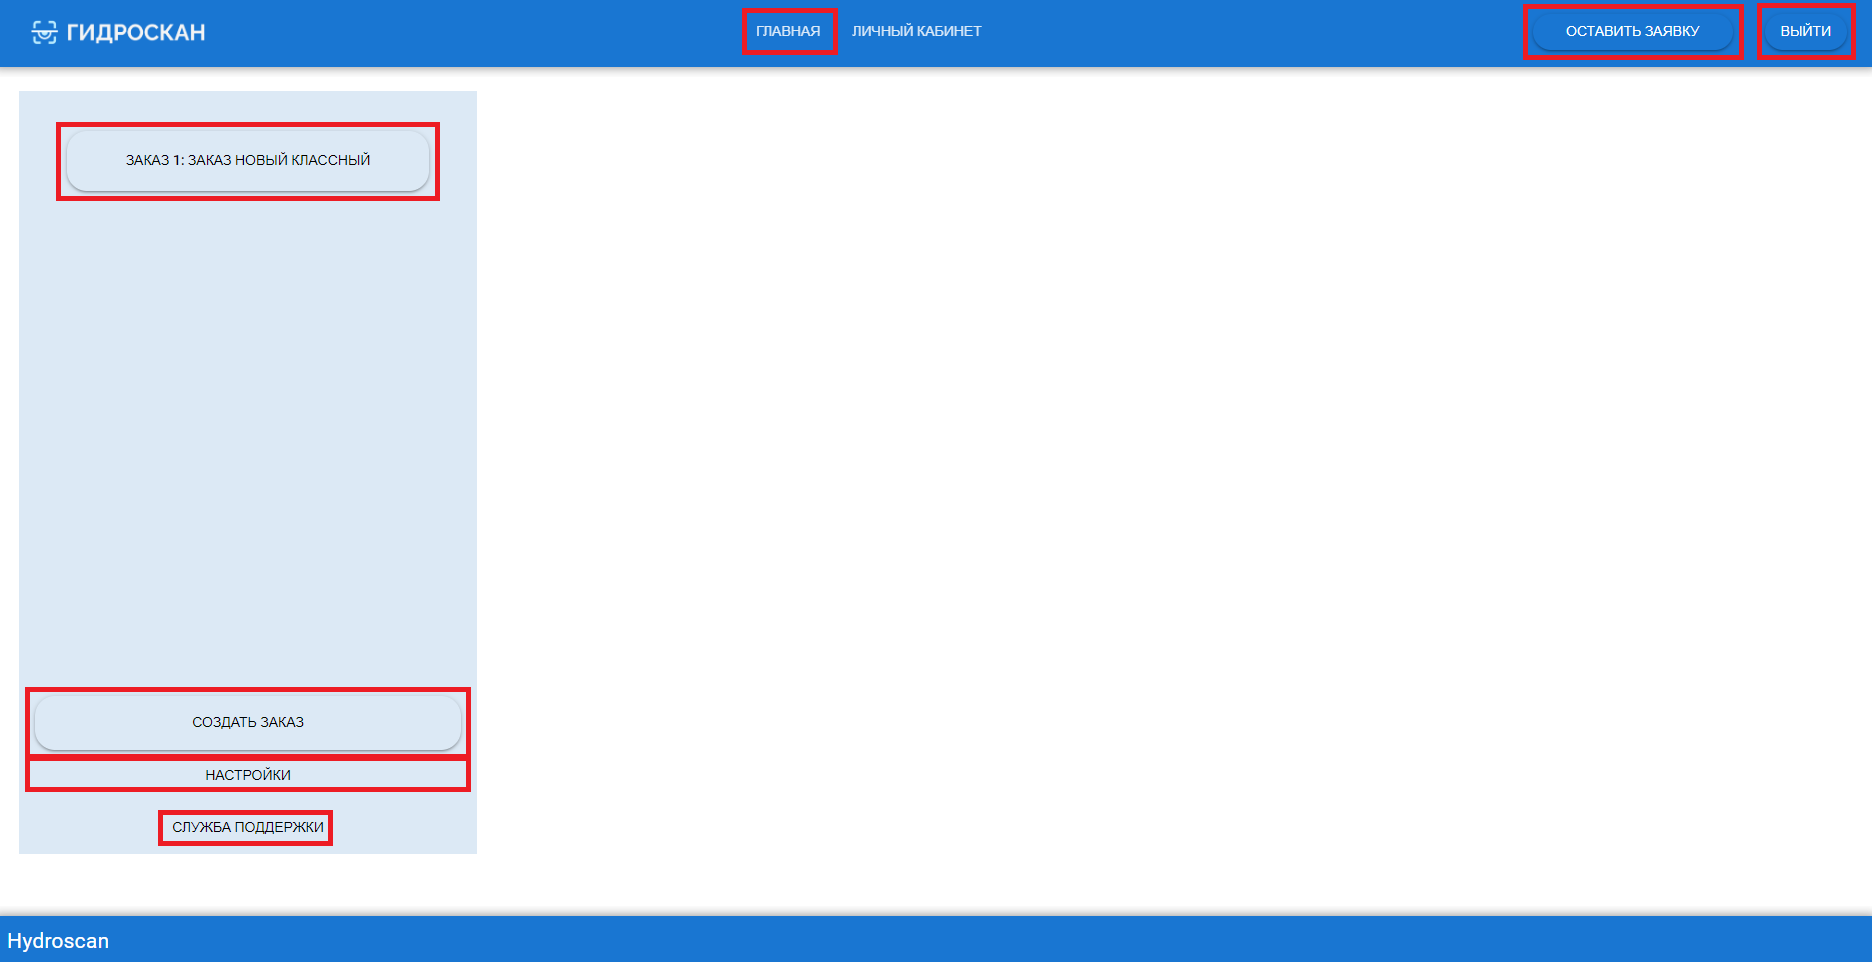 ГИДРОСКАН
ГЛАВНАЯ
ЛИЧНЫЙ КАБИНЕТ
ОСТАВИТЬ ЗАЯВКУ
ВЫЙТИ
ЗАКАЗ 1: ЗАКАЗ НОВЫЙ КЛАССНЫЙ
СОЗДАТЬ ЗАКАЗ
НАСТРОЙКИ
СЛУЖБА ПОДДЕРЖКИ
Hydroscan